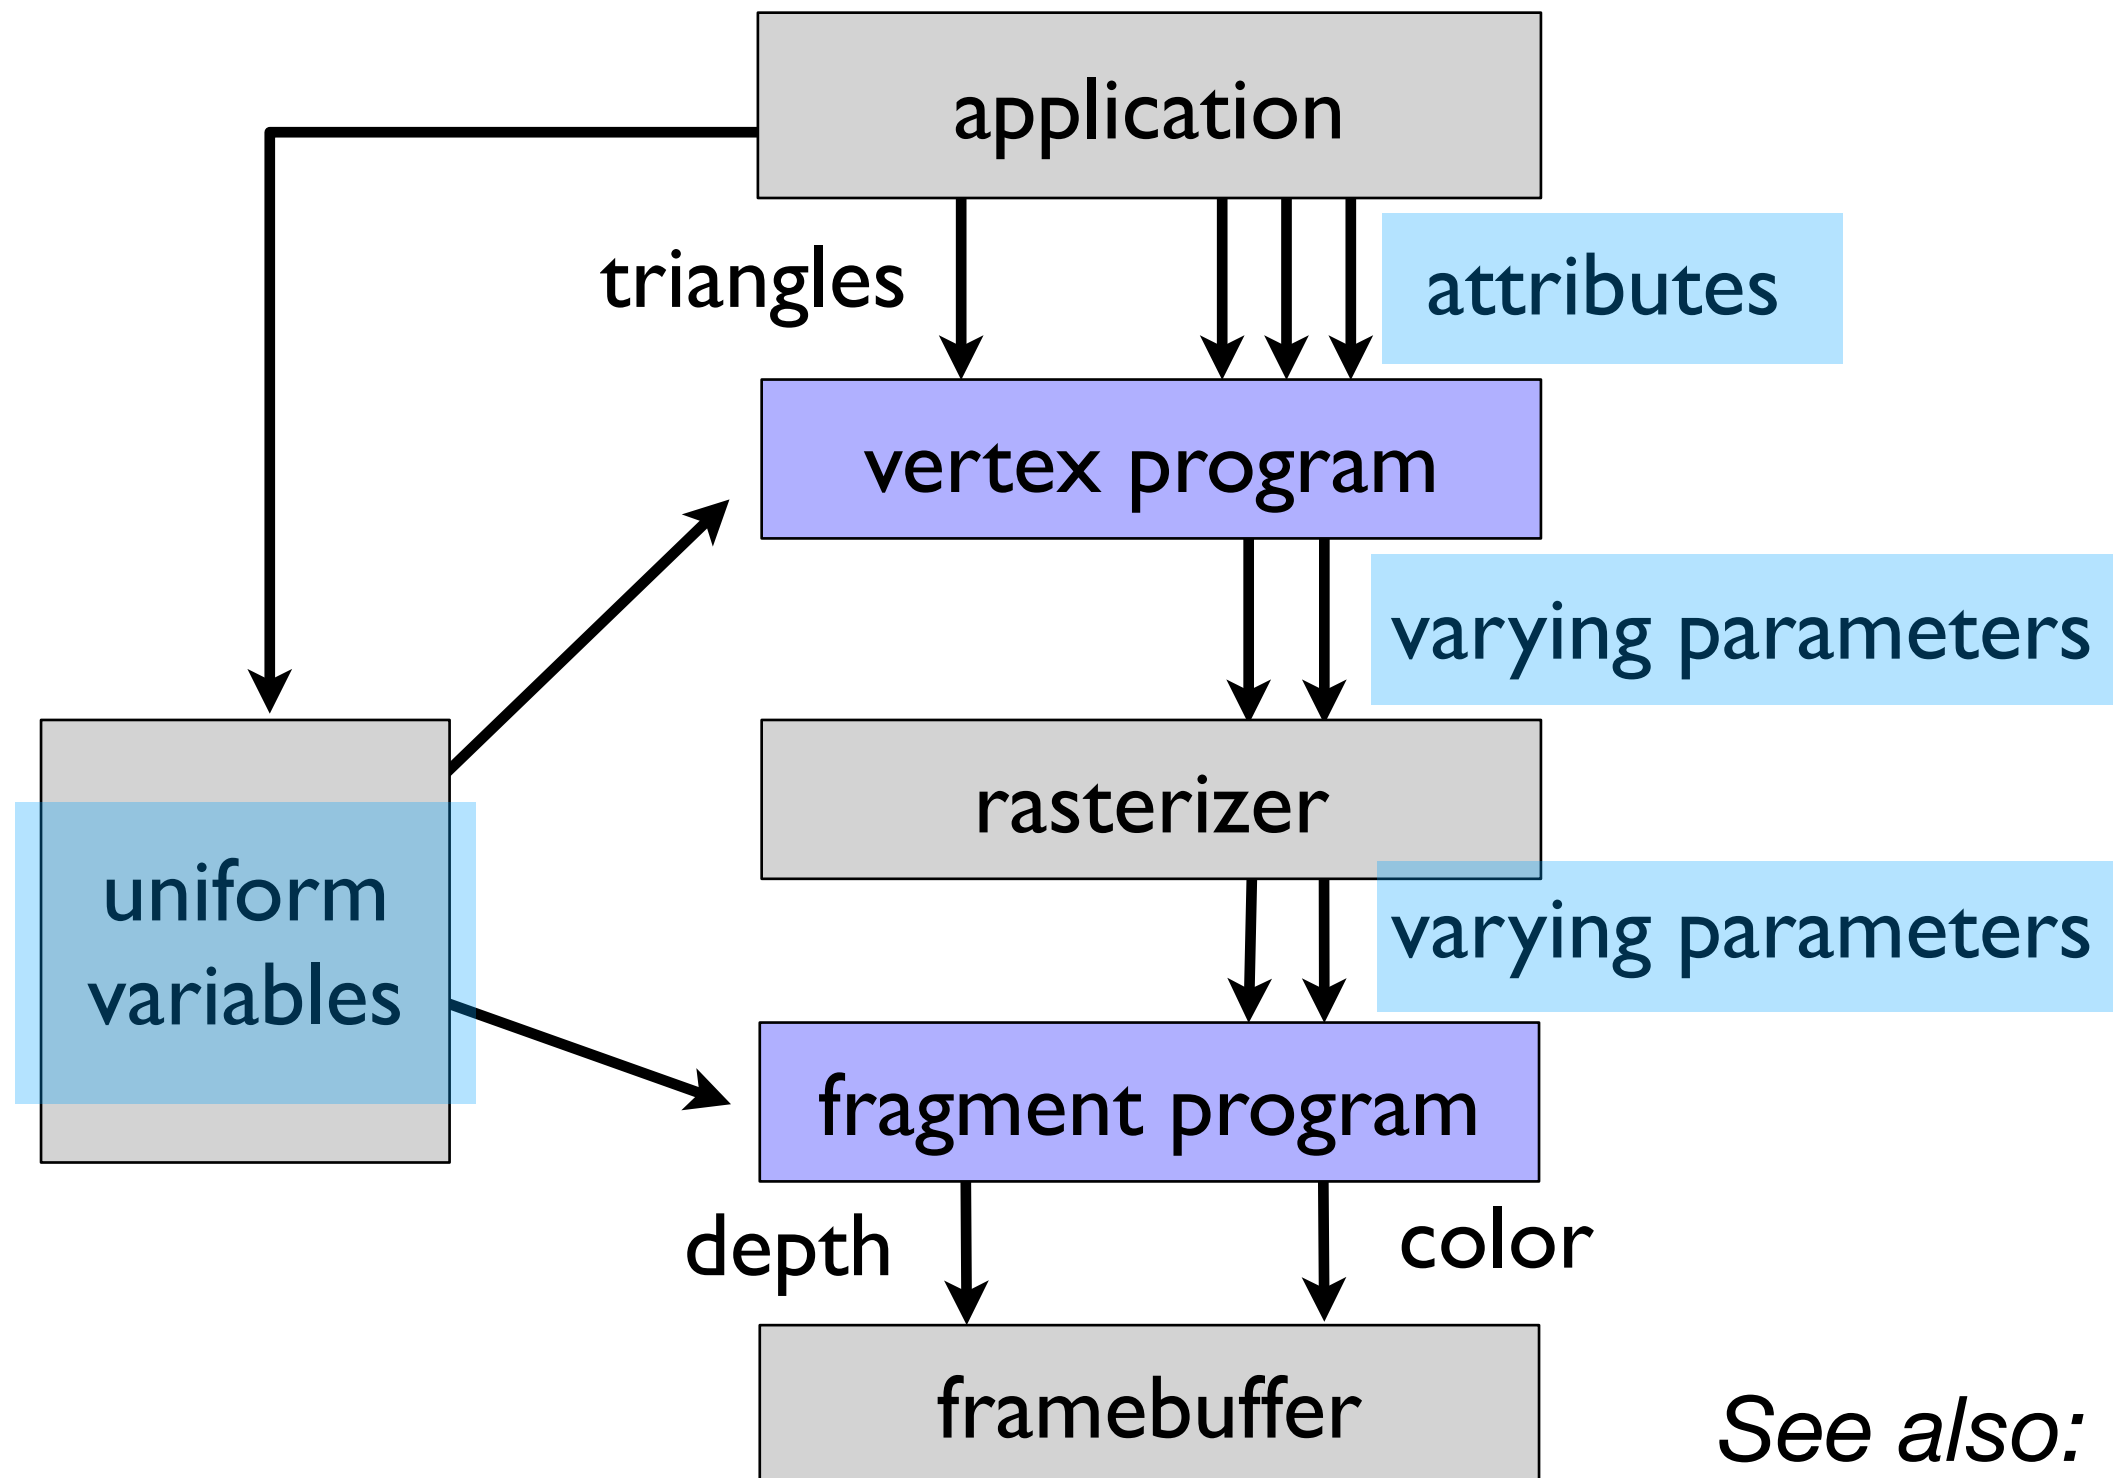 application
triangles
attributes
vertex program
varying parameters
rasterizer
uniform
variables
varying parameters
fragment program
depth
color
framebuffer
See also: